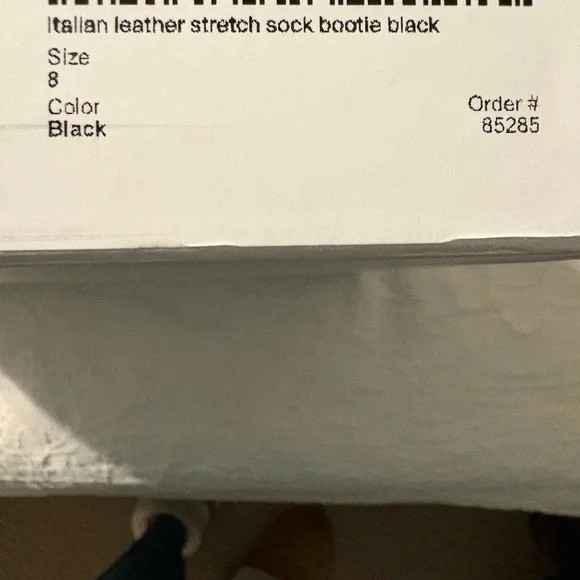 Italian leather stretch sock bootie black
Size
8
Color
Black
Order #
85285